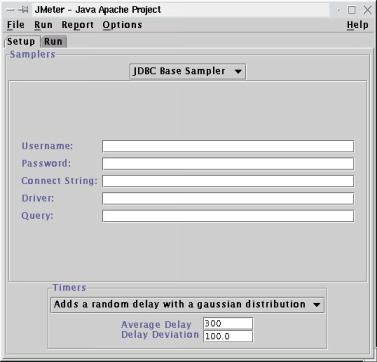 JMeter - Java Apache Project
File Run Report Options Help
Setup Run
Samplers
JDBC Base Sampler
Username:
Password:
Connect String:
Driver:
Query:
Timers
Adds a random delay with a gaussian distribution
Average Delay 300
Delay Deviation 100.0